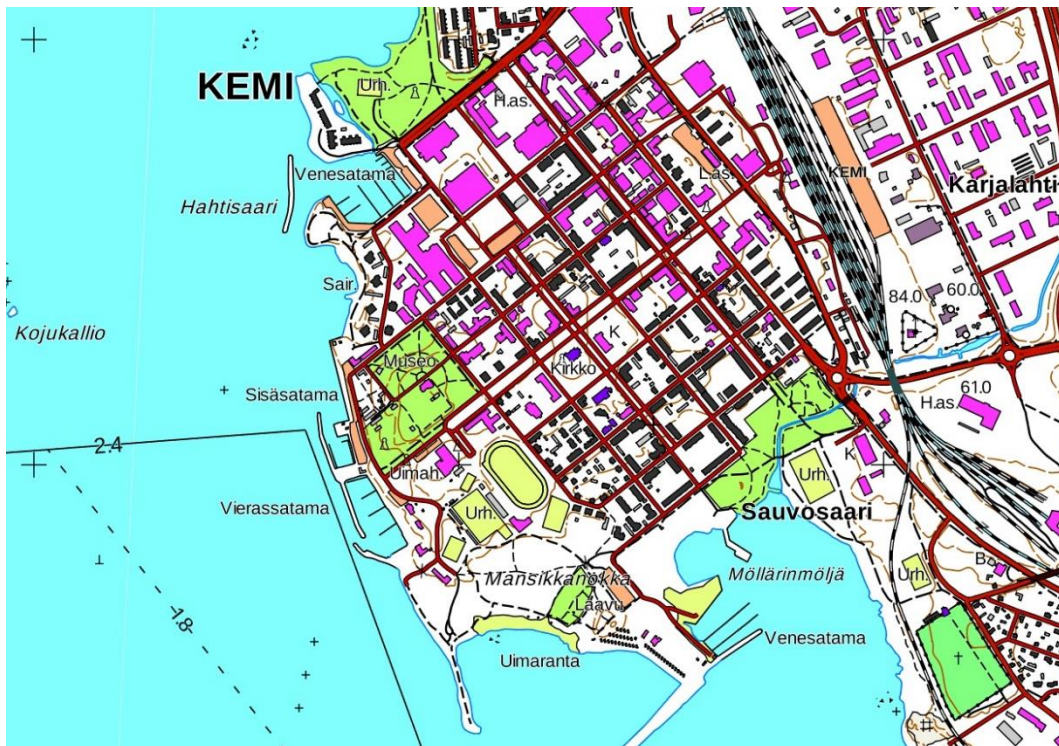 Urh.
KEMI
H.as.
Venesatama
L.as.
KEMI
Karjalahti
Hahtisaari
Sair.
84.0
60.0
Kojukallio
K
Museo
Kirkko
Sisäsatama
61.0
H.as.
2.4
Uimah.
K
Urh.
Vierassatama
Urh.
Sauvosaari
B
Mansikkanokka
Möllärinmöljä
Urh.
Laavu
1.8
Venesatama
Uimaranta